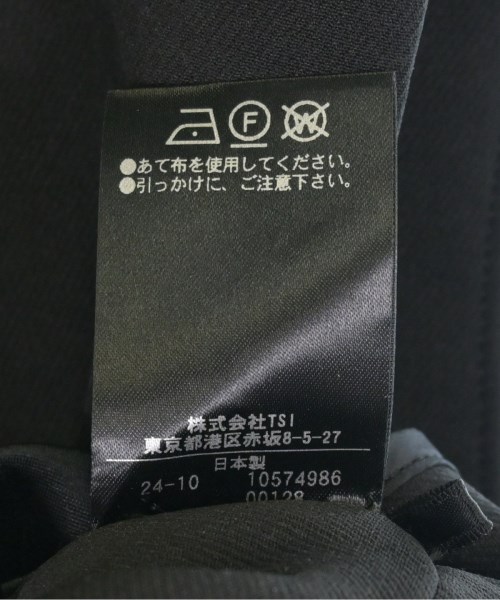 F W
●あて布を使用してください。
●引っかけに、ご注意下さい。
株式会社TSI
東京都港区赤坂8-5-27
日本製
24-10 10574986
00128